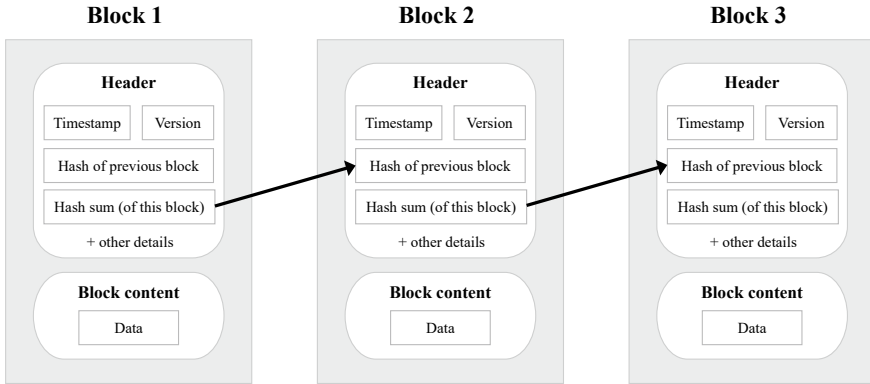 Block 1
Header
Timestamp
Version
Hash of previous block
Hash sum (of this block)
+ other details
Block content
Data
Block 2
Header
Timestamp
Version
Hash of previous block
Hash sum (of this block)
+ other details
Block content
Data
Block 3
Header
Timestamp
Version
Hash of previous block
Hash sum (of this block)
+ other details
Block content
Data